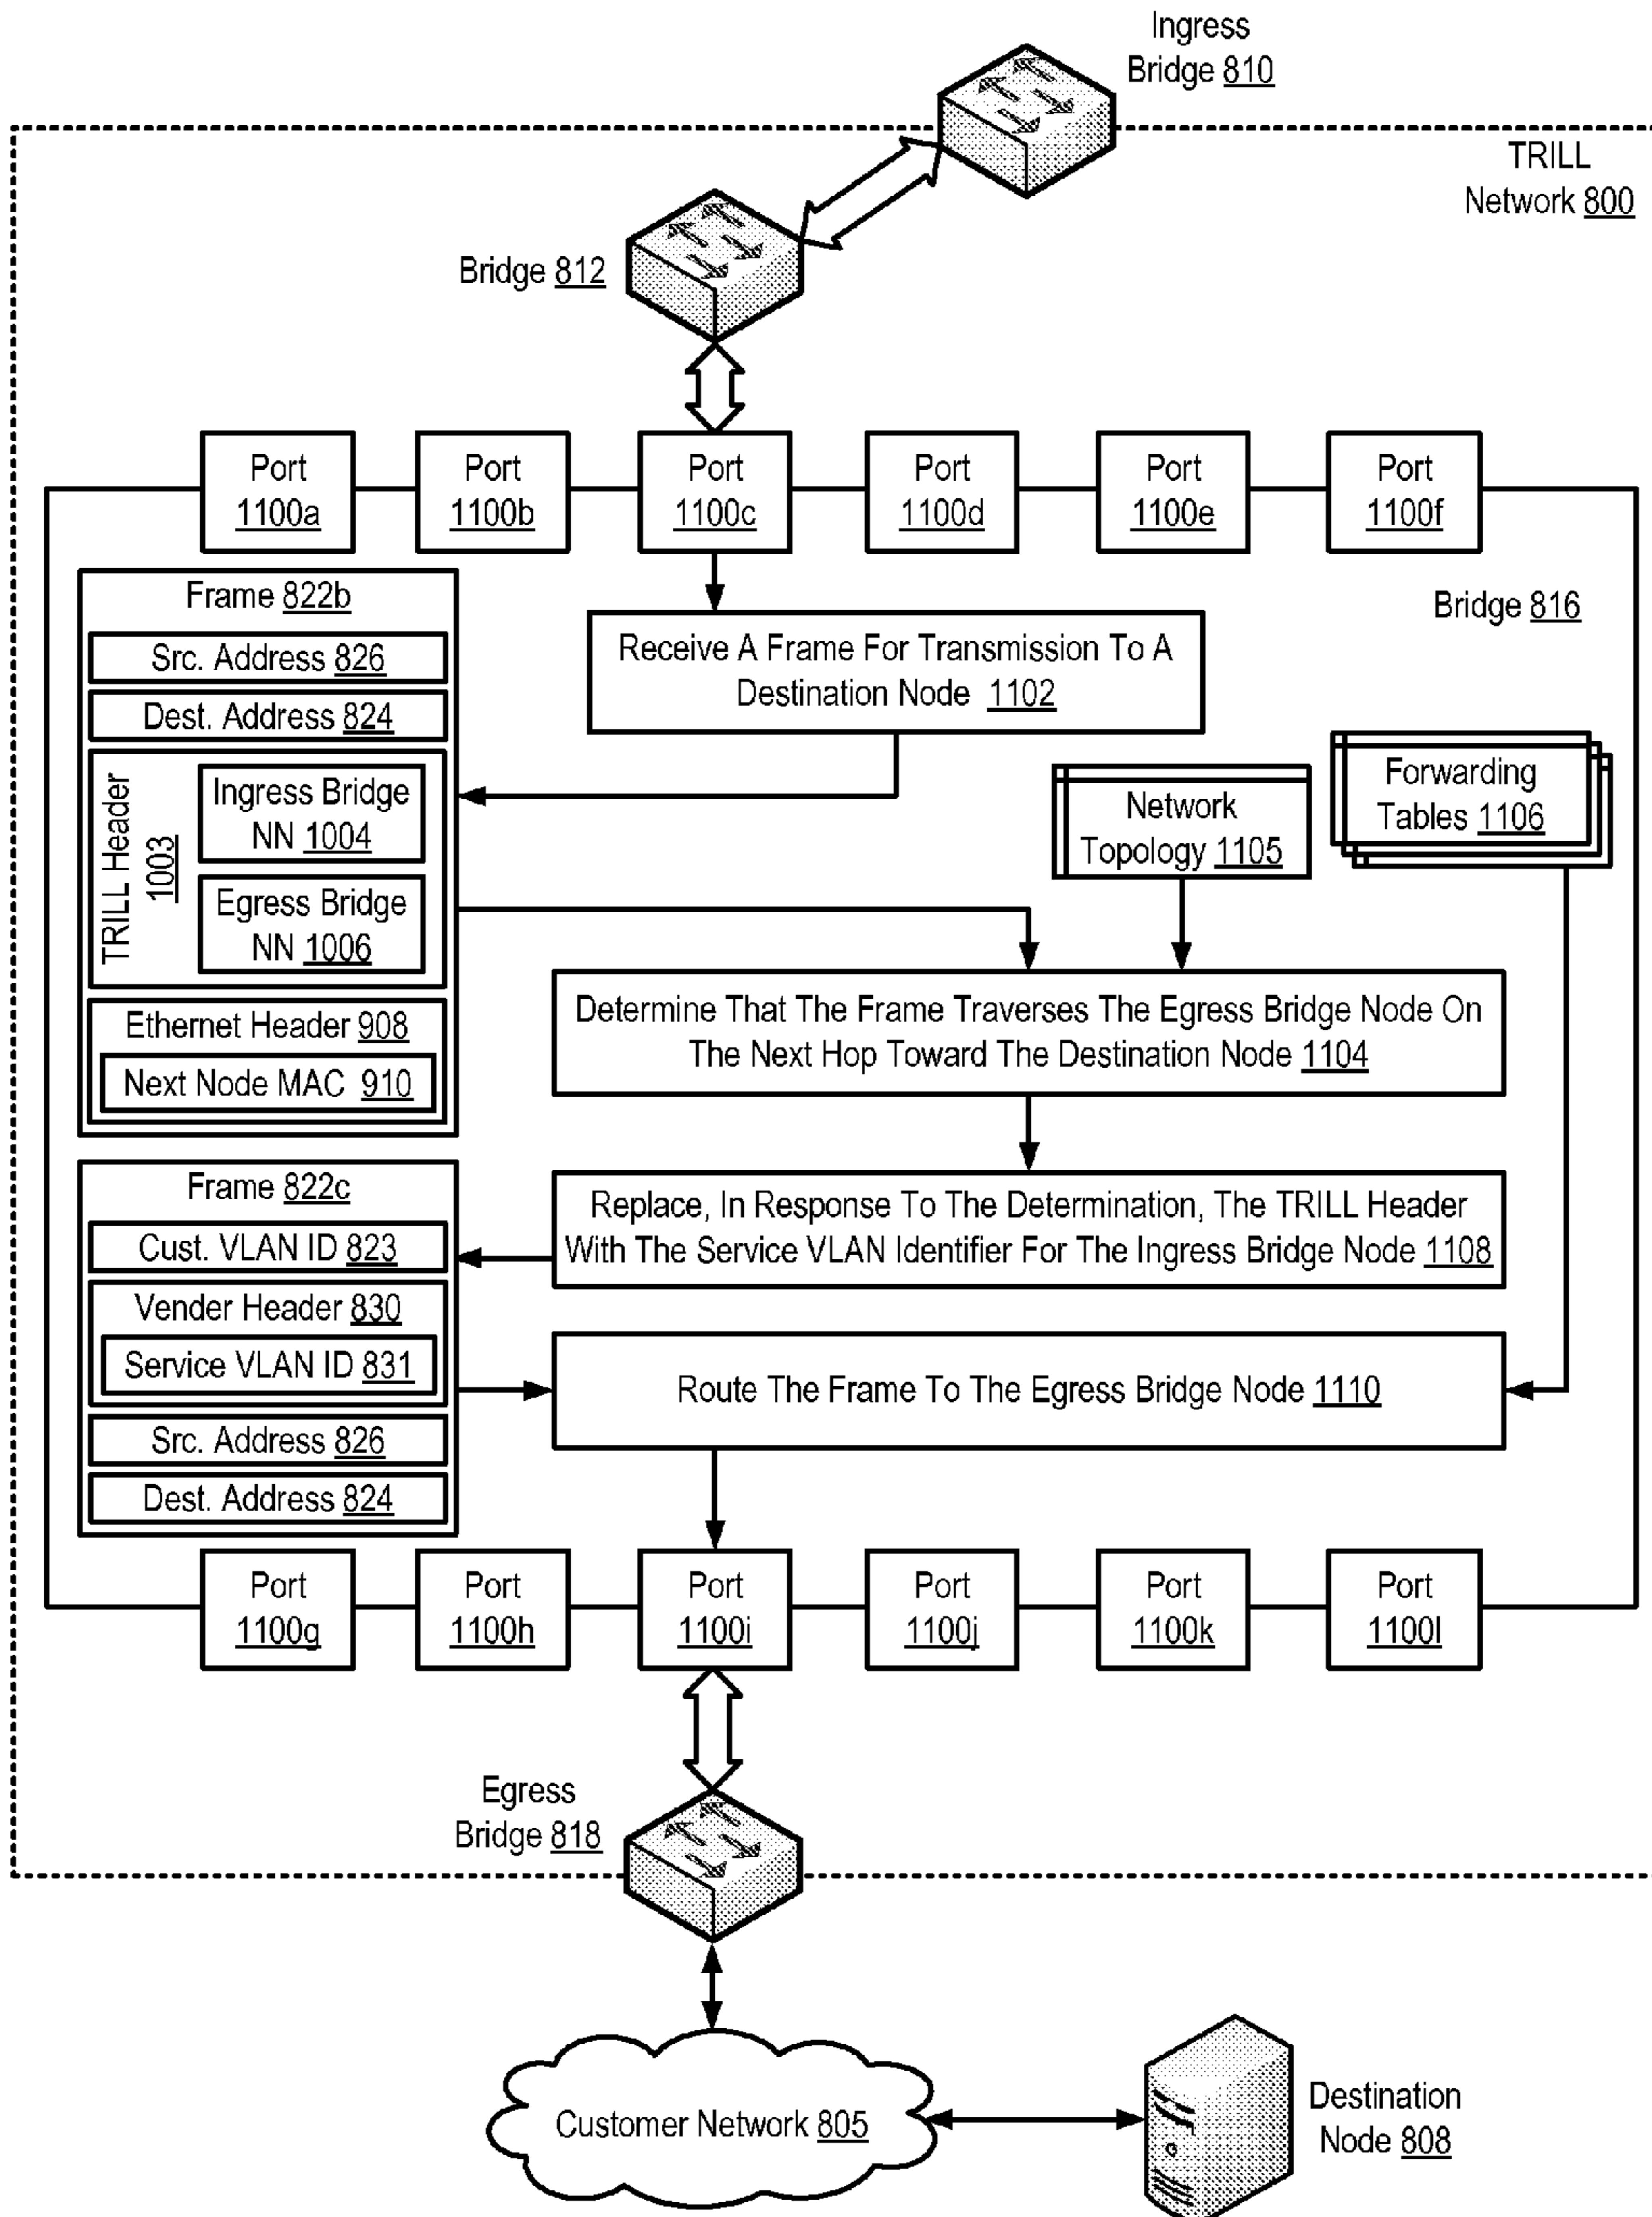 Ingress
Bridge 810
TRILL
Network 800
Bridge 812
Port
1100a
Port
1100b
Port
1100c
Port
1100d
Port
1100e
Port
1100f
Bridge 816
Frame 822b
Src. Address 826
Dest. Address 824
TRILL Header
1003
Ingress Bridge
NN 1004
Egress Bridge
NN 1006
Ethernet Header 908
Next Node MAC 910
Receive A Frame For Transmission To A
Destination Node 1102
Network
Topology 1105
Forwarding
Tables 1106
Determine That The Frame Traverses The Egress Bridge Node On
The Next Hop Toward The Destination Node 1104
Frame 822c
Cust. VLAN ID 823
Vender Header 830
Service VLAN ID 831
Src. Address 826
Dest. Address 824
Replace, In Response To The Determination, The TRILL Header
With The Service VLAN Identifier For The Ingress Bridge Node 1108
Route The Frame To The Egress Bridge Node 1110
Port
1100g
Port
1100h
Port
1100i
Port
1100j
Port
1100k
Port
1100l
Egress
Bridge 818
Customer Network 805
Destination
Node 808